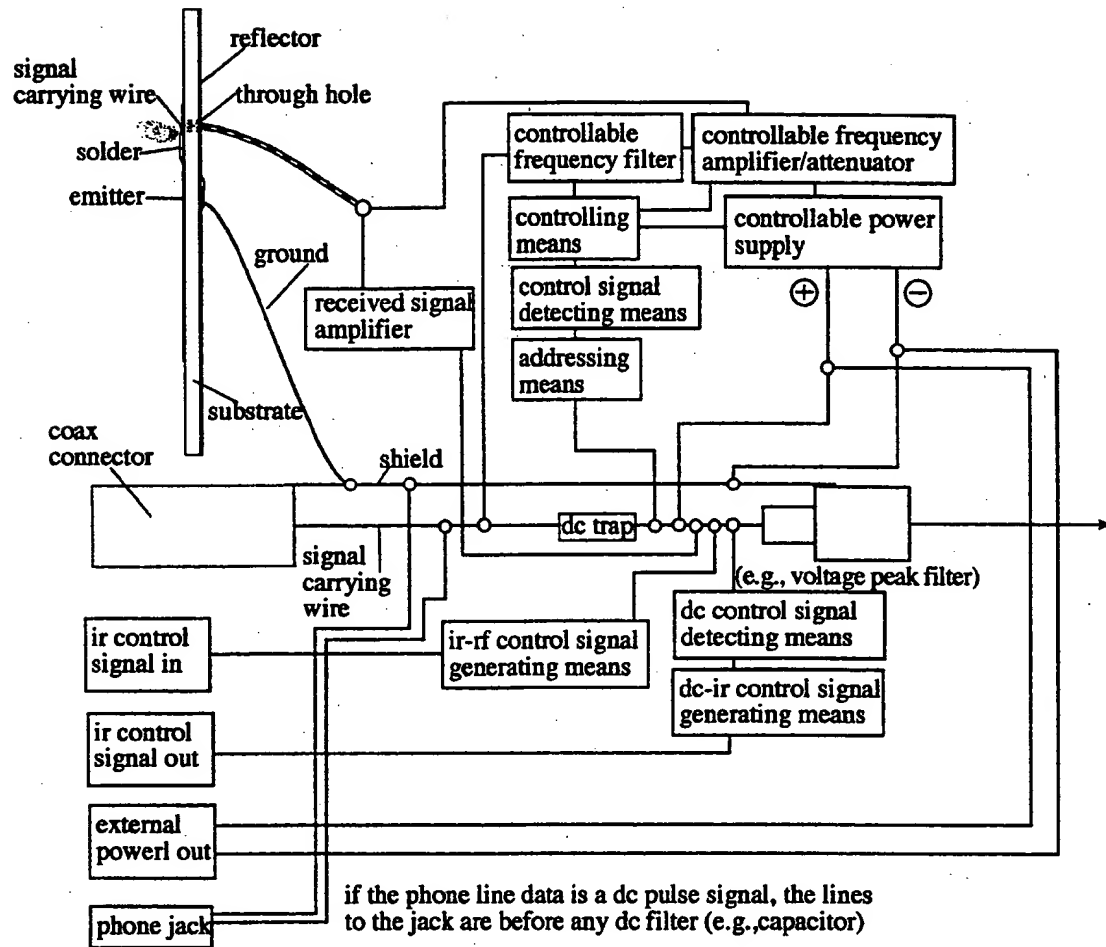 reflector
signal
carrying wire
through hole
solder
emitter
ground
received signal
amplifier
substrate
controllable
frequency filter
controllable frequency
amplifier/attenuator
controlling
means
controllable power
supply
control signal
detecting means
+
−
addressing
means
coax
connector
shield
dc trap
signal
carrying
wire
(e.g., voltage peak filter)
ir control
signal in
ir-rf control signal
generating means
dc control signal
detecting means
dc-ir control signal
generating means
ir control
signal out
external
powerl out
phone jack
if the phone line data is a dc pulse signal, the lines
to the jack are before any dc filter (e.g.,capacitor)